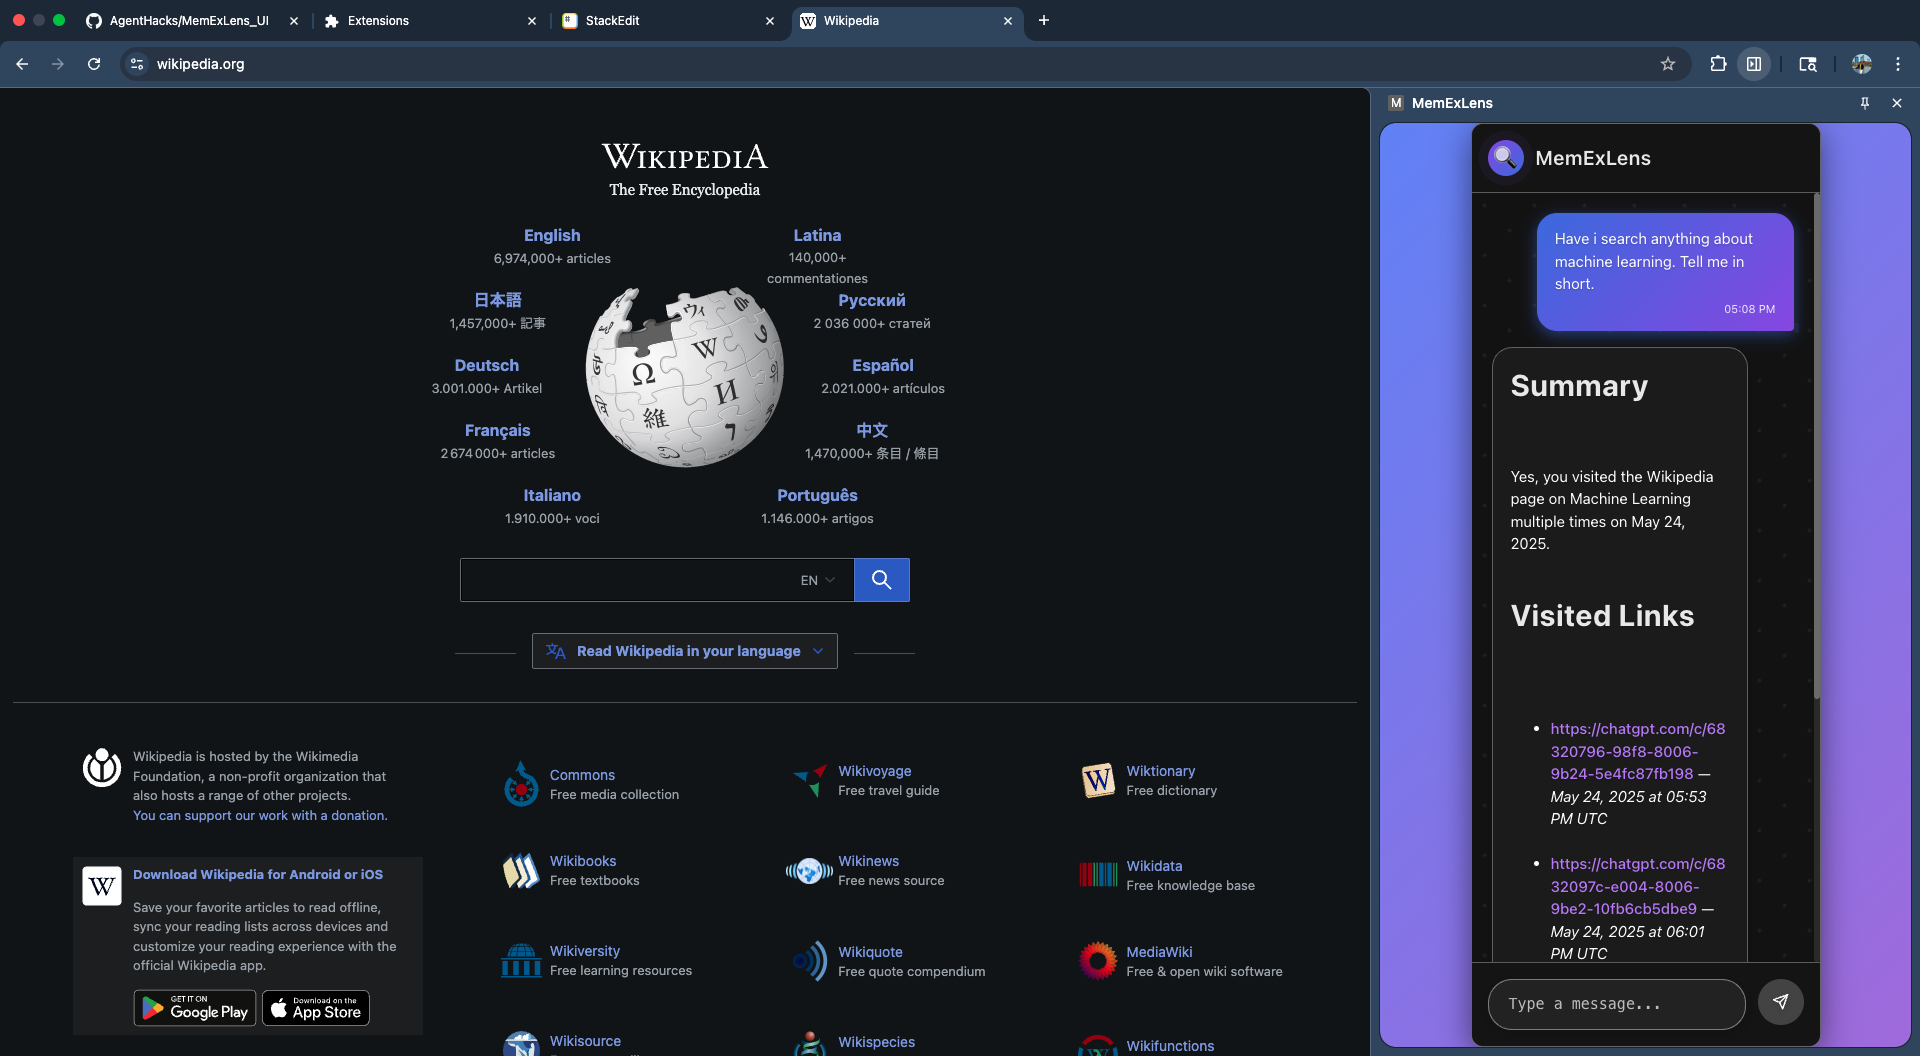 AgentHacks/MemExLens_UI
Extensions
StackEdit
Wikipedia
wikipedia.org
M MemExLens
WIKIPEDIA
The Free Encyclopedia
English
6,974,000+ articles
Latina
140,000+
commentationes
日本語
1,457,000+ 記事
Русский
2 036 000+ статей
Deutsch
3.001.000+ Artikel
Español
2.021.000+ artículos
Français
2 674 000+ articles
中文
1,470,000+ 条目 / 條目
Italiano
1.910.000+ voci
Português
1.146.000+ artigos
Ω W И 維 7
EN
Read Wikipedia in your language
Wikipedia is hosted by the Wikimedia
Foundation, a non-profit organization that
also hosts a range of other projects.
You can support our work with a donation.
W
Download Wikipedia for Android or iOS
Save your favorite articles to read offline,
sync your reading lists across devices and
customize your reading experience with the
official Wikipedia app.
GET IT ON
Google Play
Download on the
App Store
Commons
Free media collection
Wikivoyage
Free travel guide
Wiktionary
Free dictionary
Wikibooks
Free textbooks
Wikinews
Free news source
Wikidata
Free knowledge base
Wikiversity
Free learning resources
Wikiquote
Free quote compendium
MediaWiki
Free & open wiki software
Wikisource
Wikispecies
Wikifunctions
MemExLens
Have i search anything about
machine learning. Tell me in
short.
05:08 PM
Summary
Yes, you visited the Wikipedia
page on Machine Learning
multiple times on May 24,
2025.
Visited Links
https://chatgpt.com/c/68
320796-98f8-8006-
9b24-5e4fc87fb198 —
May 24, 2025 at 05:53
PM UTC
https://chatgpt.com/c/68
32097c-e004-8006-
9be2-10fb6cb5dbe9 —
May 24, 2025 at 06:01
PM UTC
Type a message...